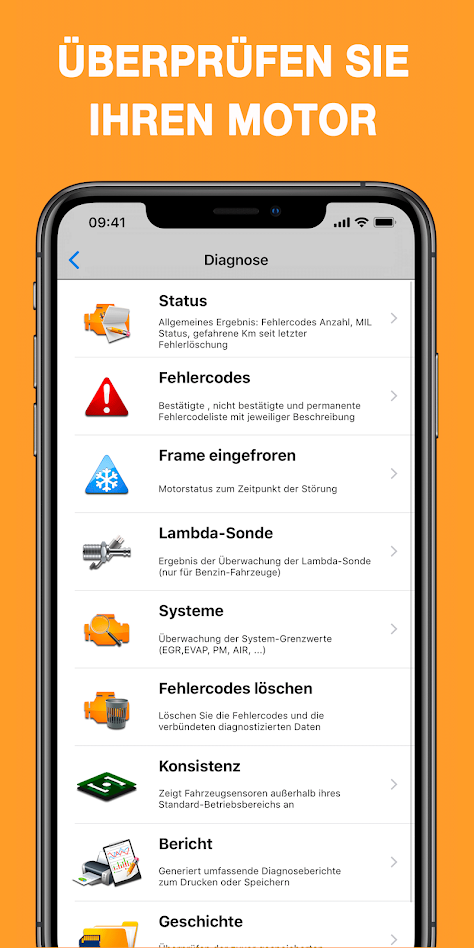 ÜBERPRÜFEN SIE
IHREN MOTOR
09:41
Diagnose
Status
Allgemeines Ergebnis: Fehlercodes Anzahl, MIL
Status, gefahrene Km seit letzter
Fehlerlöschung
Fehlercodes
Bestätigte , nicht bestätigte und permanente
Fehlercodeliste mit jeweiliger Beschreibung
Frame eingefroren
Motorstatus zum Zeitpunkt der Störung
Lambda-Sonde
Ergebnis der Überwachung der Lambda-Sonde
(nur für Benzin-Fahrzeuge)
Systeme
Überwachung der System-Grenzwerte
(EGR,EVAP, PM, AIR, ...)
Fehlercodes löschen
Löschen Sie die Fehlercodes und die
verbündeten diagnostizierten Daten
Konsistenz
Zeigt Fahrzeugsensoren außerhalb ihres
Standard-Betriebsbereichs an
Bericht
Generiert umfassende Diagnoseberichte
zum Drucken oder Speichern
Geschichte